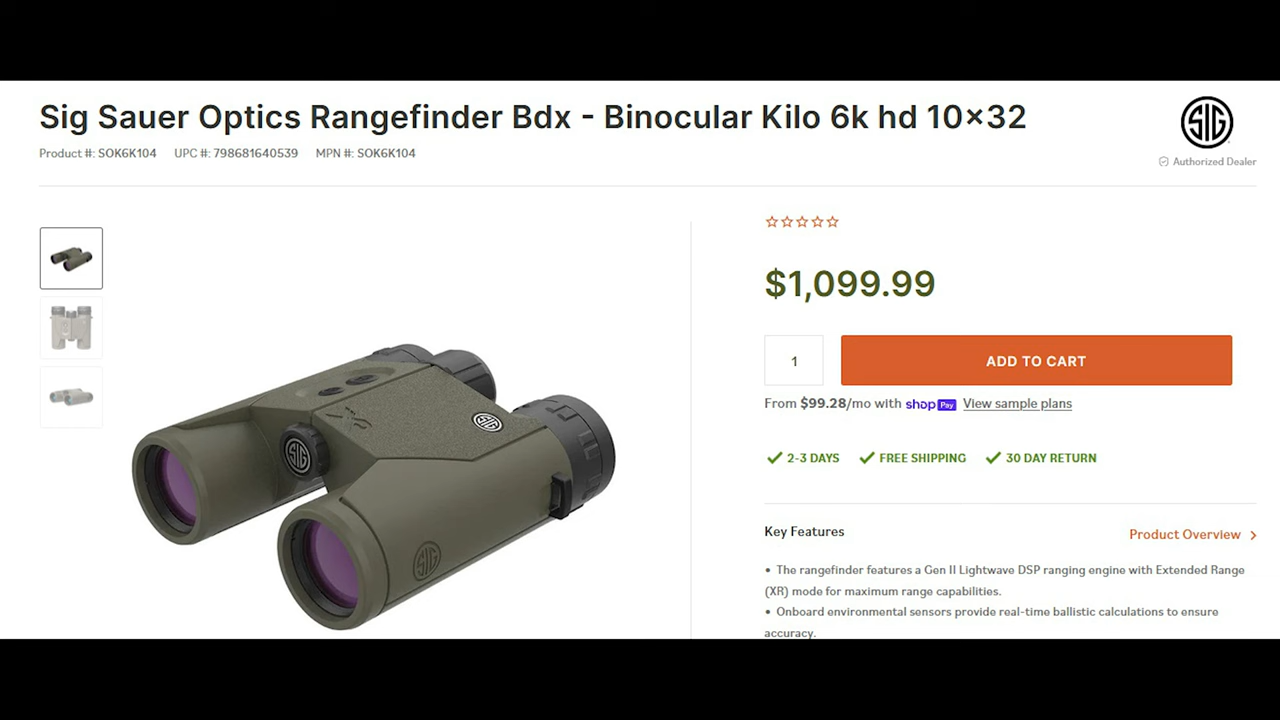 Sig Sauer Optics Rangefinder Bdx - Binocular Kilo 6k hd 10×32
Product #: SOK6K104 UPC #: 798681640539 MPN #: SOK6K104
SIG
Authorized Dealer
$1,099.99
1
ADD TO CART
From $99.28/mo with shop Pay View sample plans
2-3 DAYS FREE SHIPPING 30 DAY RETURN
Key Features
Product Overview
• The rangefinder features a Gen II Lightwave DSP ranging engine with Extended Range
(XR) mode for maximum range capabilities.
• Onboard environmental sensors provide real-time ballistic calculations to ensure
accuracy.
SIG
SIG
SIG